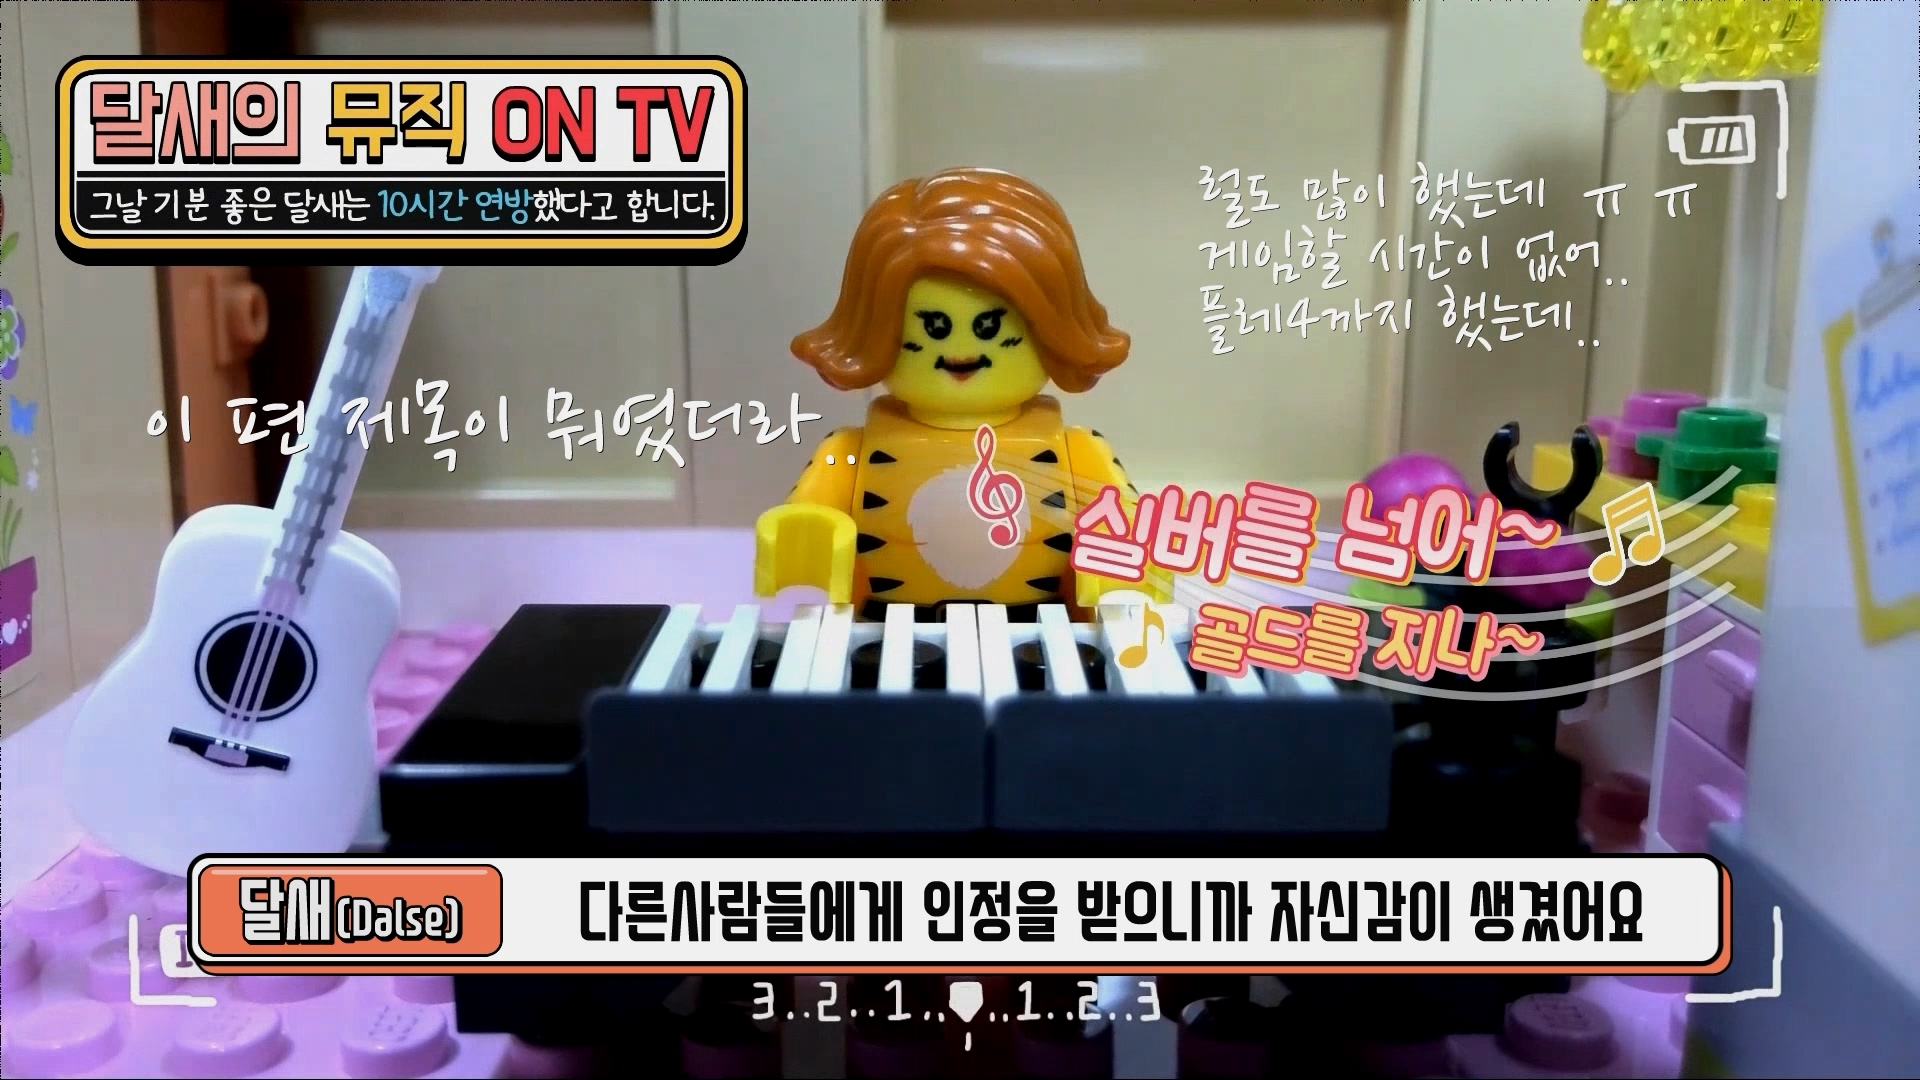 달새의 뮤직 ON TV
그날 기분 좋은 달새는 10시간 연방했다고 합니다.
럴도 많이 했는데 ㅠ ㅠ
게임할 시간이 없어..
플레4까지 했는데..
이 편 제목이 뭐였더라..
실버를 넘어~
골드를 지나~
달새(Dalse)
다른사람들에게 인정을 받으니까 자신감이 생겼어요
3..2..1....1..2..3